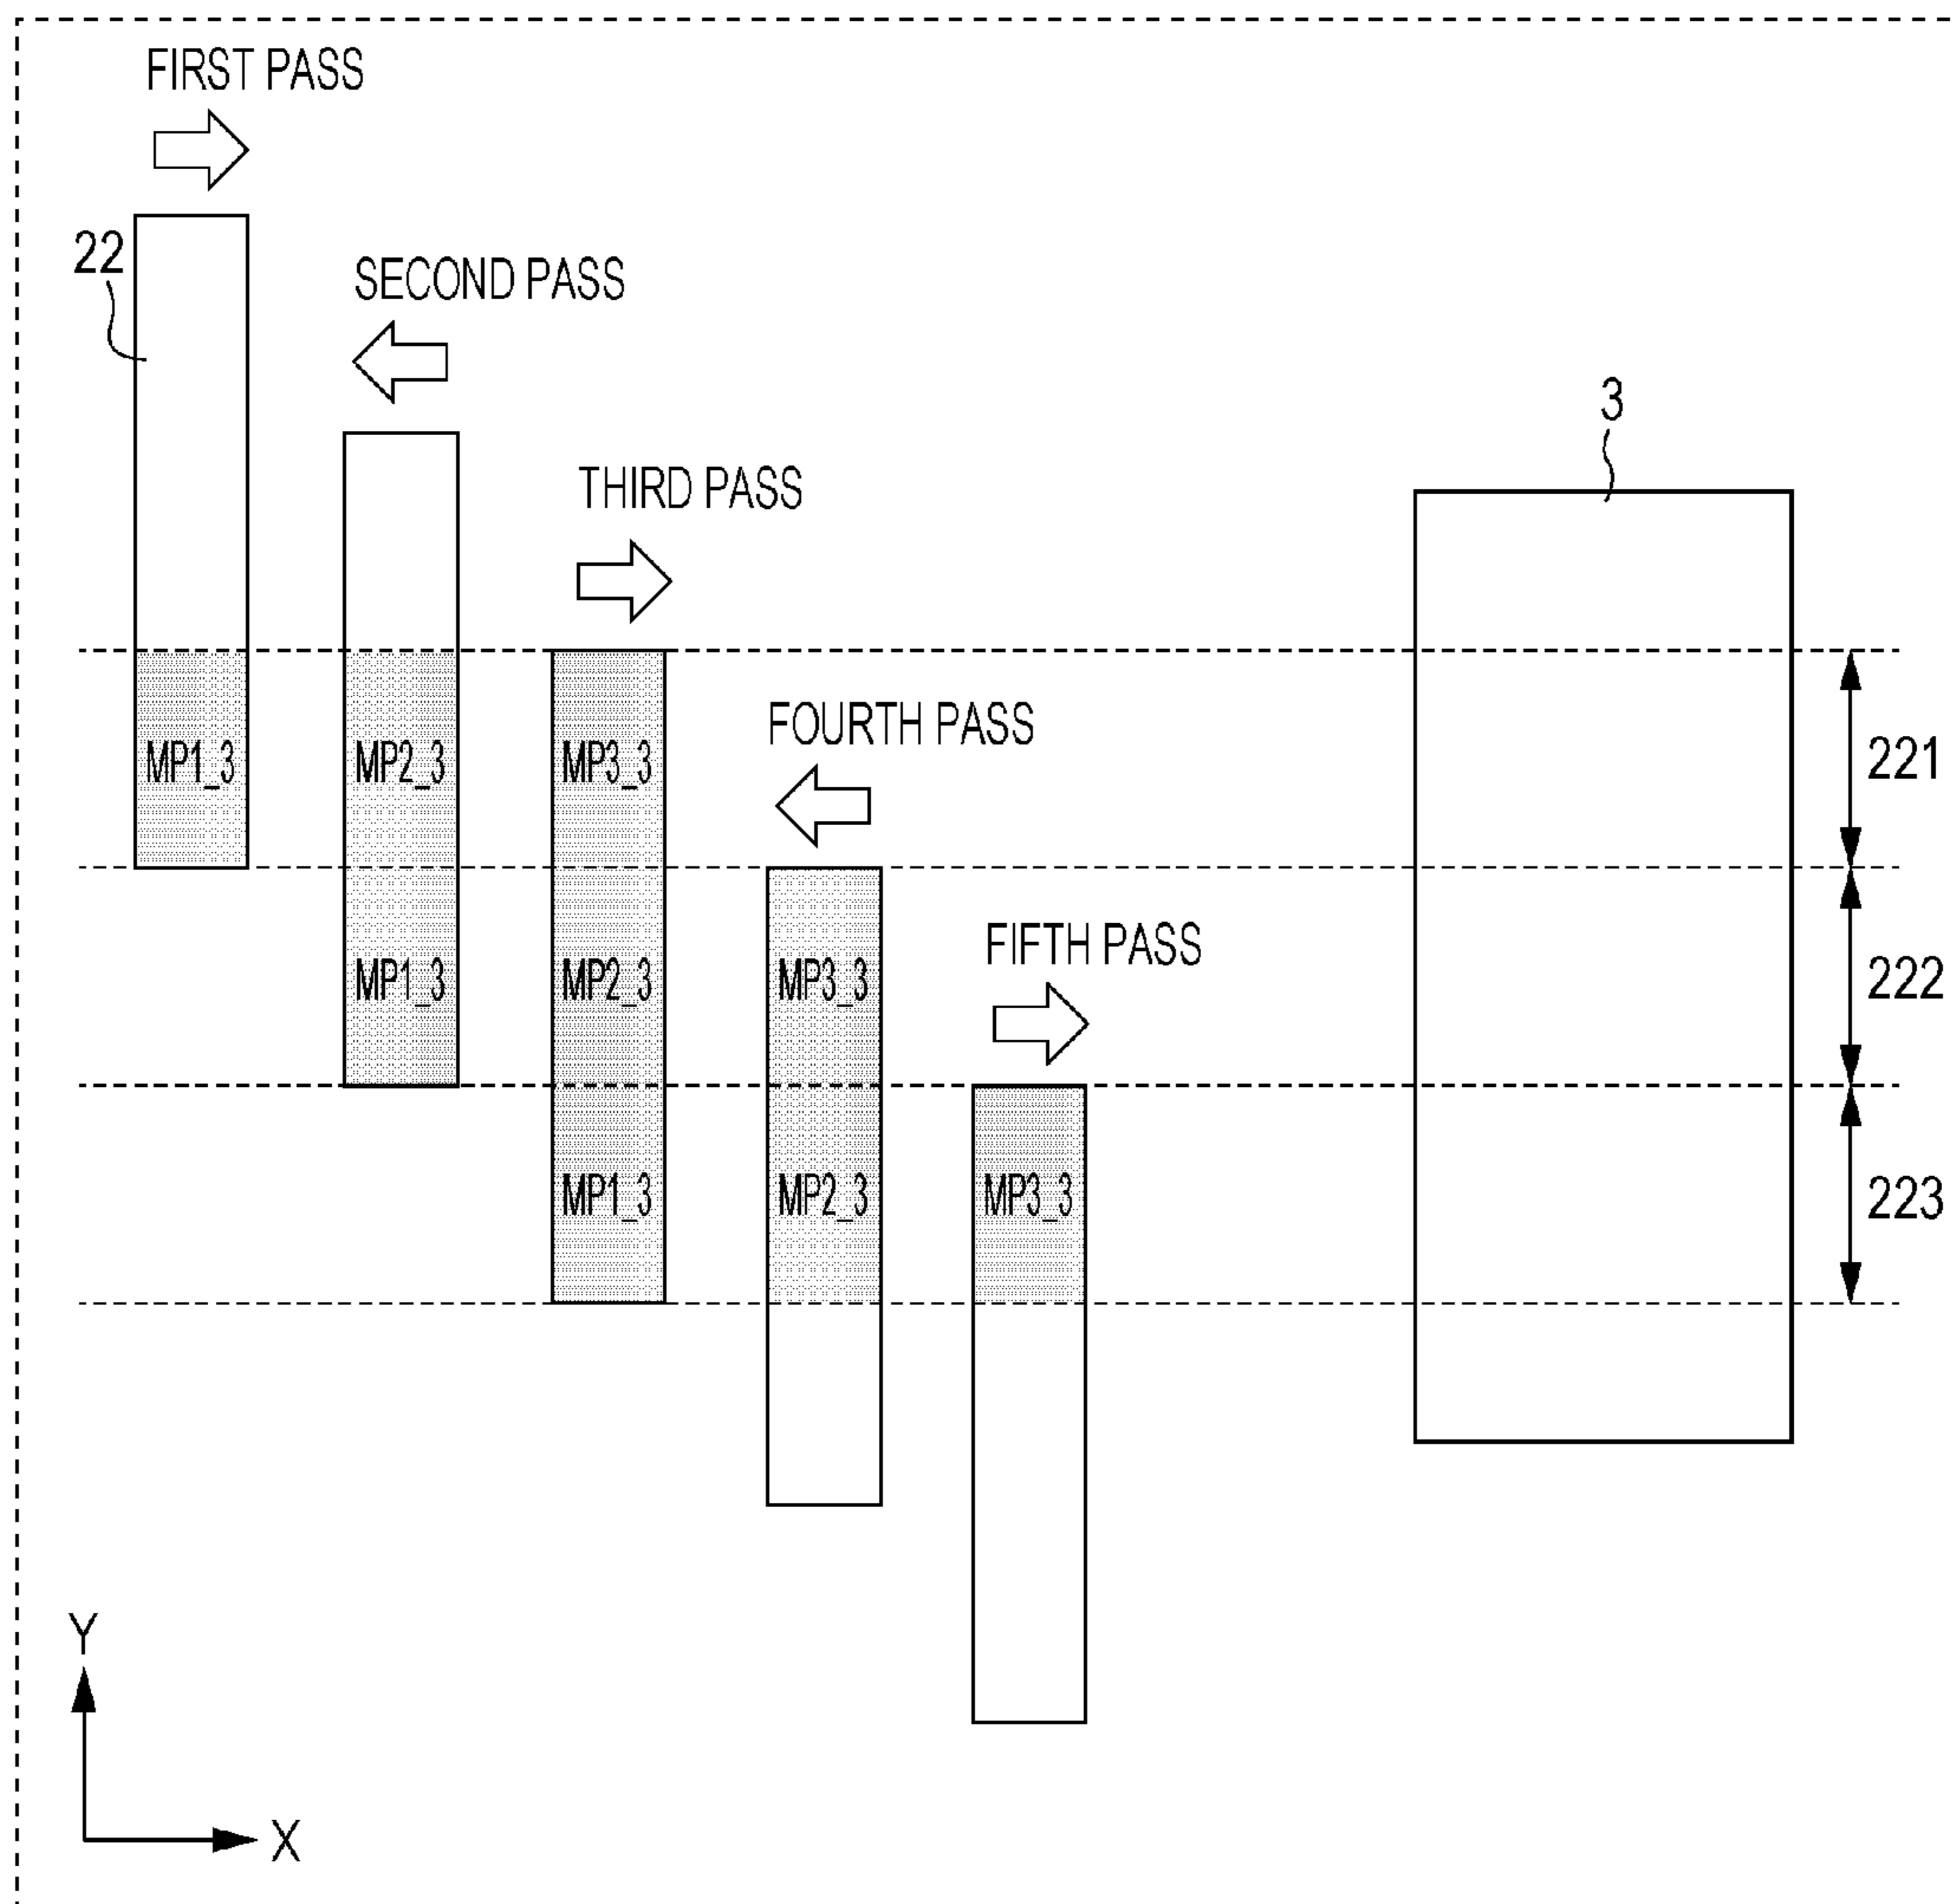 FIRST PASS
22
SECOND PASS
3
THIRD PASS
FOURTH PASS
MP1_3
MP2_3
MP3_3
221
FIFTH PASS
MP1_3
MP2_3
MP3_3
222
MP1_3
MP2_3
MP3_3
223
Y
X